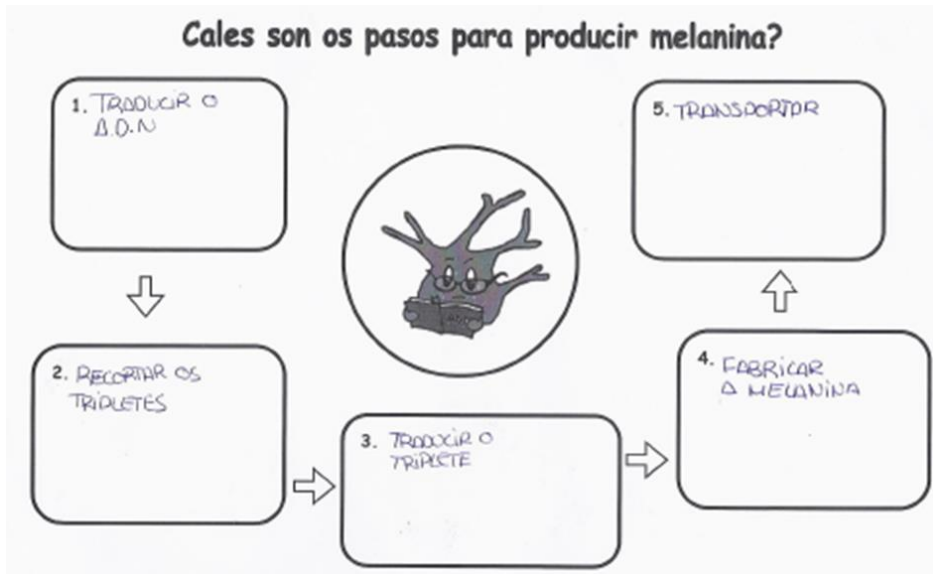 Cales son os pasos para producir melanina?
1. TRADUCIR O
A.D.N
2. RECORTAR OS
TRIPLETES
3. TRADUCIR O
TRIPLETE
4. FABRICAR
A MELANINA
5. TRANSPORTAR